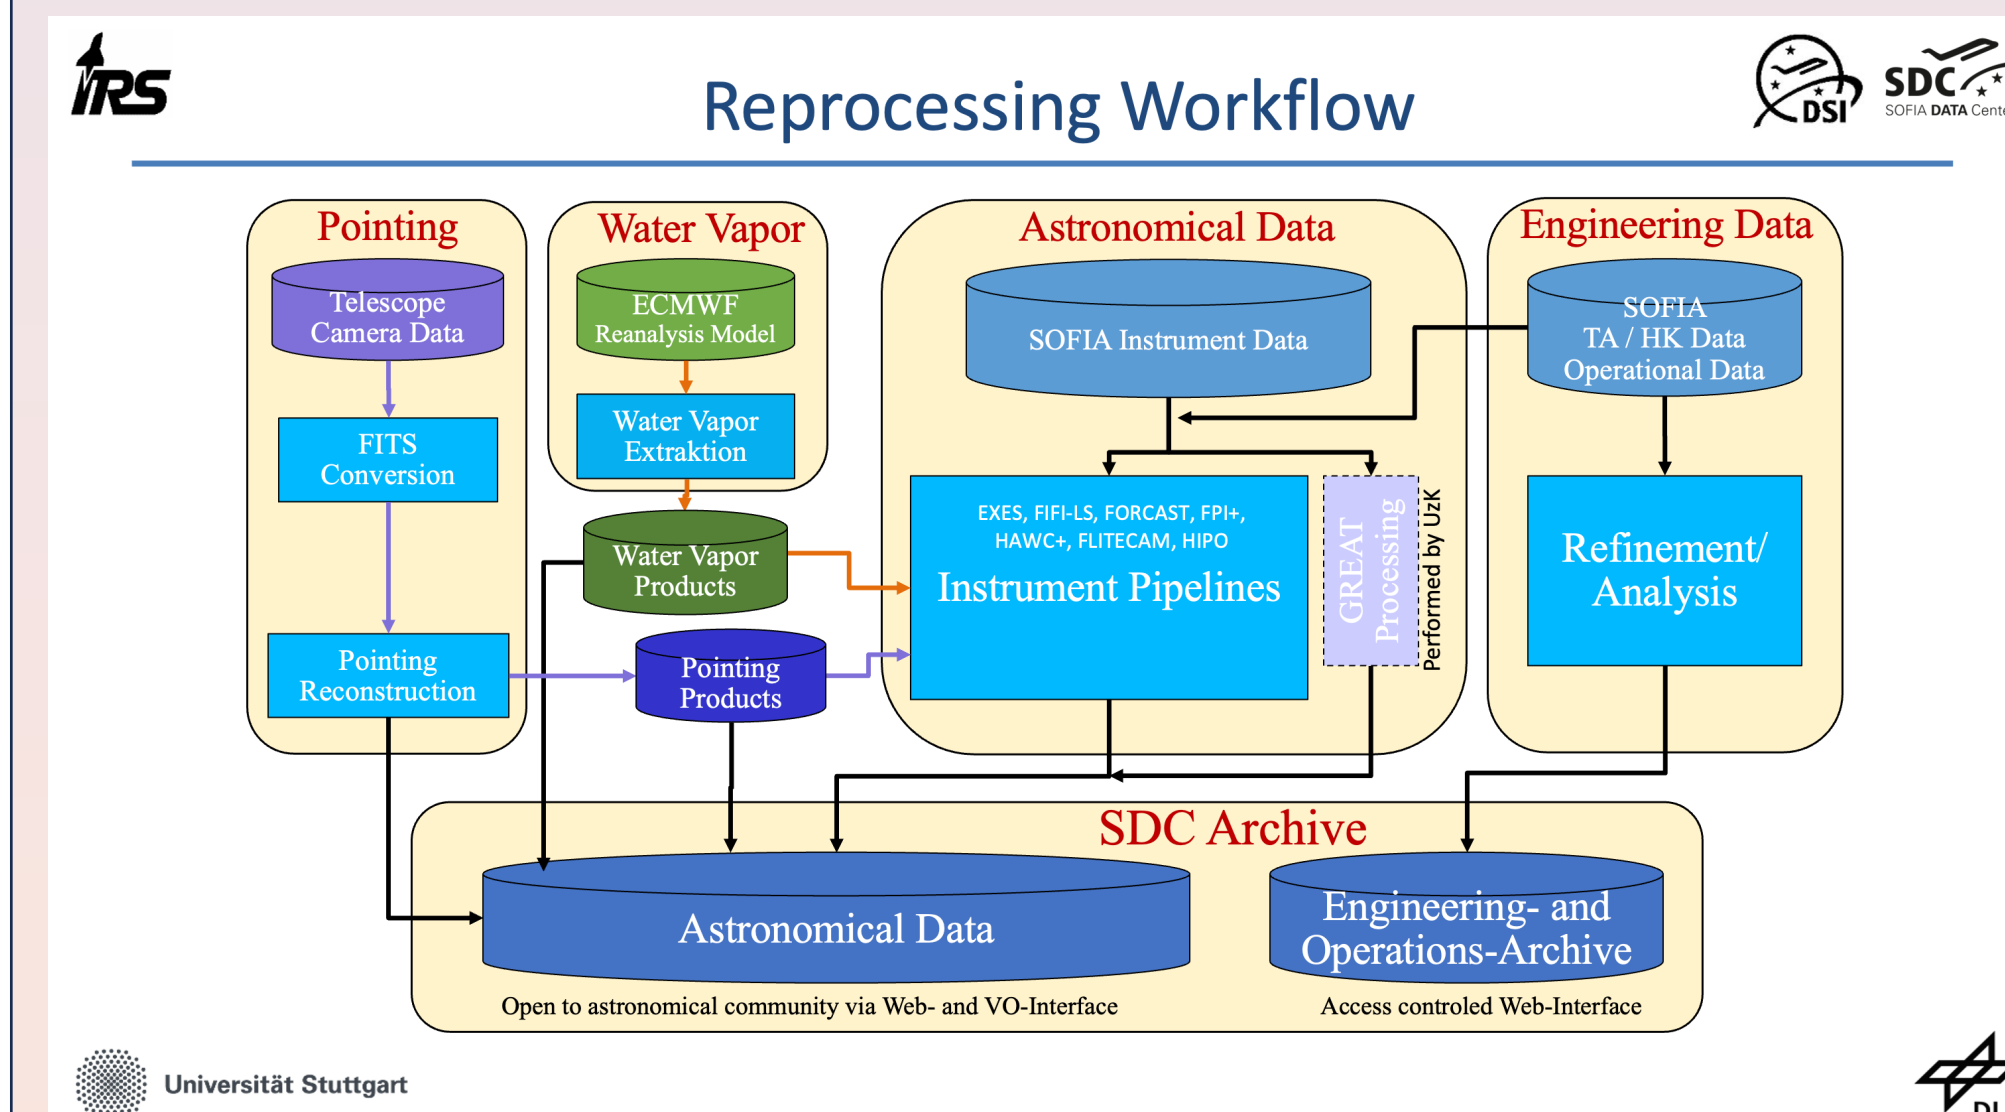 IRS
Reprocessing Workflow
DSI
SDC
SOFIA DATA
Pointing
Telescope
Camera Data
FITS
Conversion
Pointing
Reconstruction
Water Vapor
ECMWF
Reanalysis Model
Water Vapor
Extraktion
Water Vapor
Products
Pointing
Products
Astronomical Data
SOFIA Instrument Data
EXES, FIFI-LS, FORCAST, FPI+,
HAWC+, FLITECAM, HIPO
Instrument Pipelines
GREAT
Processing
Performed by UzK
Engineering Data
SOFIA
TA / HK Data
Operational Data
Refinement/
Analysis
SDC Archive
Astronomical Data
Open to astronomical community via Web- and VO-Interface
Engineering- and
Operations-Archive
Access controled Web-Interface
Universität Stuttgart